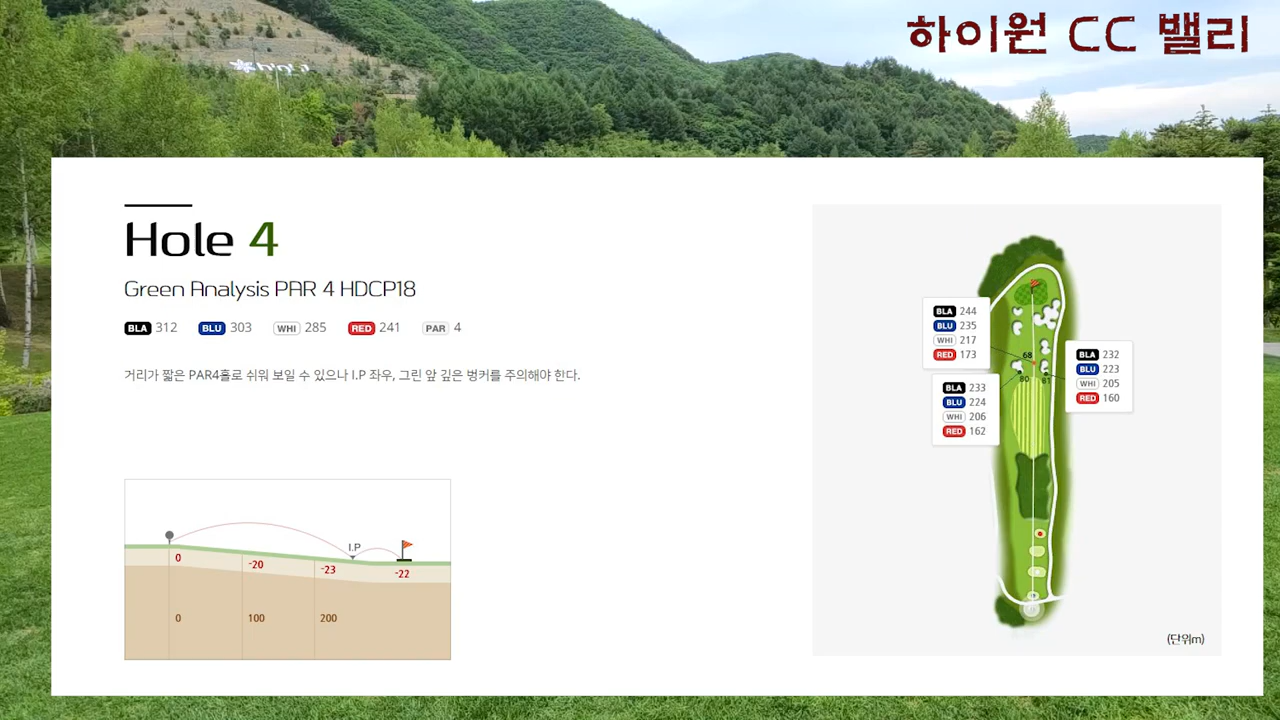 하이원 CC 밸리
Hole 4
Green Analysis PAR 4 HDCP18
BLA 312 BLU 303 WHI 285 RED 241 PAR 4
거리가 짧은 PAR4홀로 쉬워 보일 수 있으나 I.P 좌우, 그린 앞 깊은 벙커를 주의해야 한다.
I.P
0
-20
-23
-22
0
100
200
BLA 244
BLU 235
WHI 217
RED 173
68
80
61
BLA 232
BLU 223
WHI 205
RED 160
BLA 233
BLU 224
WHI 206
RED 162
(단위m)